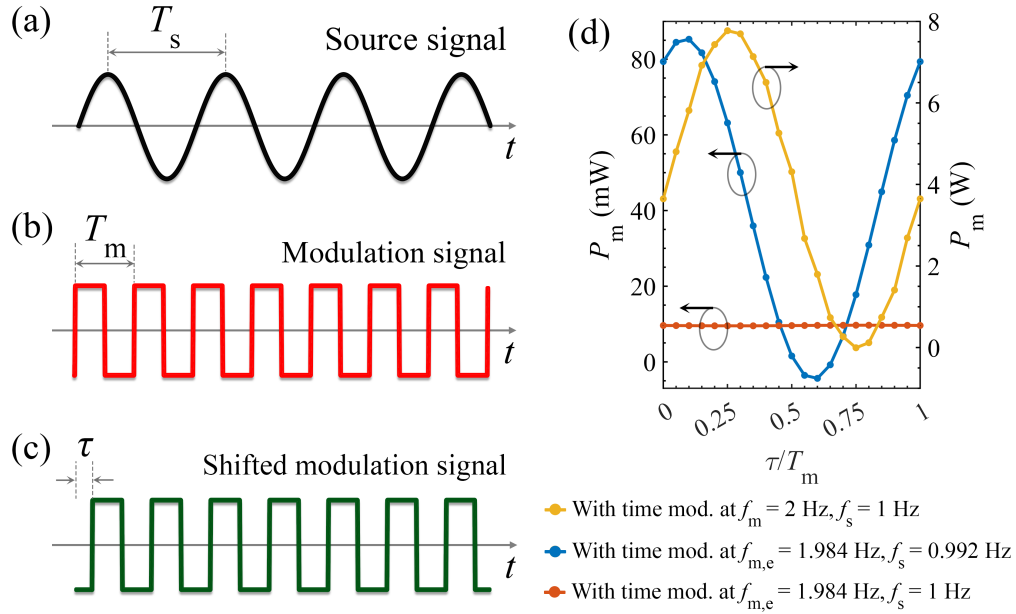 (a)
Ts
Source signal
t
(b)
Tm
Modulation signal
t
(c)
τ
Shifted modulation signal
t
(d)
80
60
40
20
0
Pm (mW)
8
6
4
2
0
Pm (W)
0
0.25
0.5
0.75
1
τ/Tm
With time mod. at fm = 2 Hz, fs = 1 Hz
With time mod. at fm,e = 1.984 Hz, fs = 0.992 Hz
With time mod. at fm,e = 1.984 Hz, fs = 1 Hz